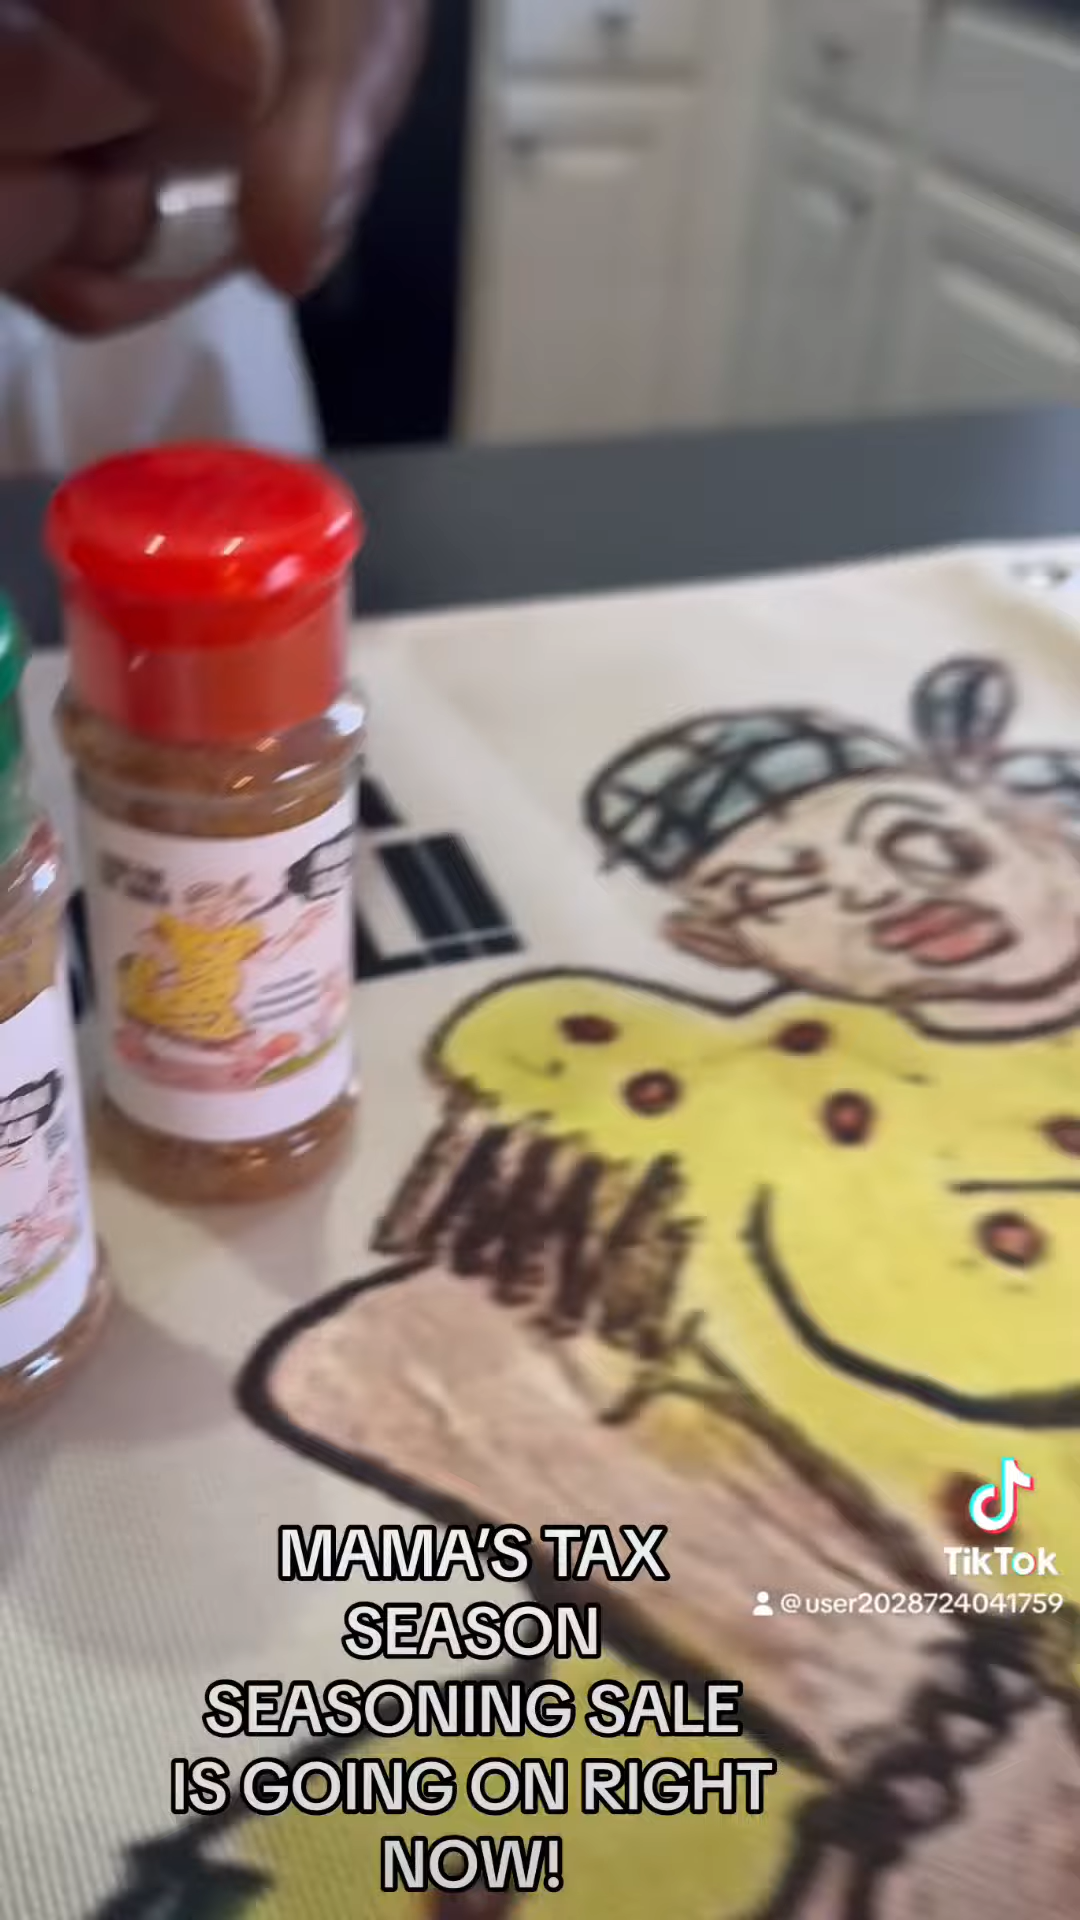 TikTok
@user2028724041759
MAMA'S TAX
SEASON
SEASONING SALE
IS GOING ON RIGHT
NOW!